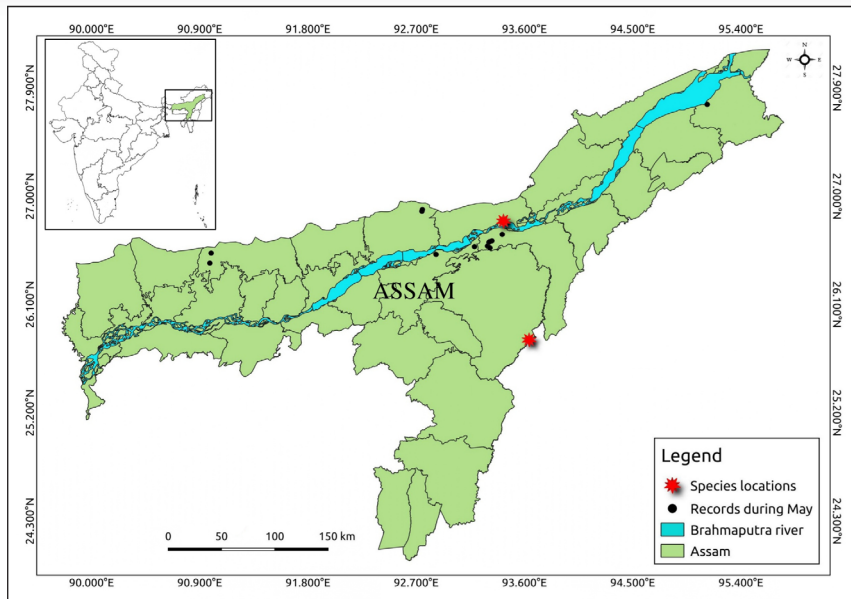 90.000°E 90.900°E 91.800°E 92.700°E 93.600°E 94.500°E 95.400°E
N
W E
S
27.900°N
27.000°N
26.100°N
25.200°N
24.300°N
27.900°N
27.000°N
26.100°N
25.200°N
24.300°N
ASSAM
Legend
Species locations
Records during May
Brahmaputra river
Assam
0 50 100 150 km
90.000°E 90.900°E 91.800°E 92.700°E 93.600°E 94.500°E 95.400°E